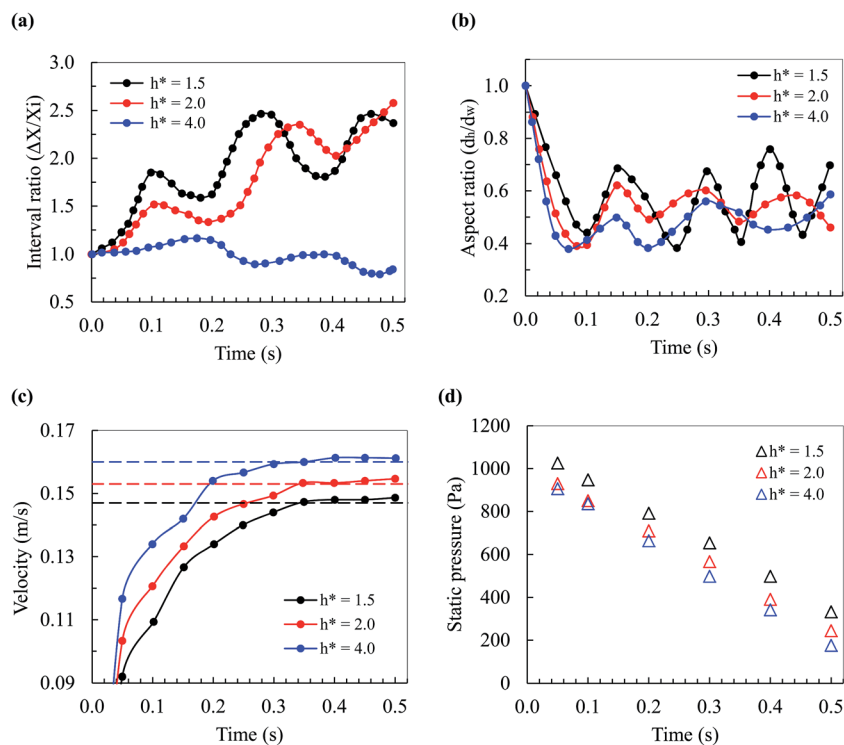 (a)
3.0
2.5
2.0
1.5
1.0
0.5
Interval ratio (ΔX/Xi)
h* = 1.5
h* = 2.0
h* = 4.0
0.0 0.1 0.2 0.3 0.4 0.5
Time (s)
(b)
1.0
0.8
0.6
0.4
0.2
Aspect ratio (dh/dw)
h* = 1.5
h* = 2.0
h* = 4.0
0.0 0.1 0.2 0.3 0.4 0.5
Time (s)
(c)
0.17
0.15
0.13
0.11
0.09
Velocity (m/s)
h* = 1.5
h* = 2.0
h* = 4.0
0.0 0.1 0.2 0.3 0.4 0.5
Time (s)
(d)
1200
1000
800
600
400
200
0
Static pressure (Pa)
h* = 1.5
h* = 2.0
h* = 4.0
0.0 0.1 0.2 0.3 0.4 0.5
Time (s)